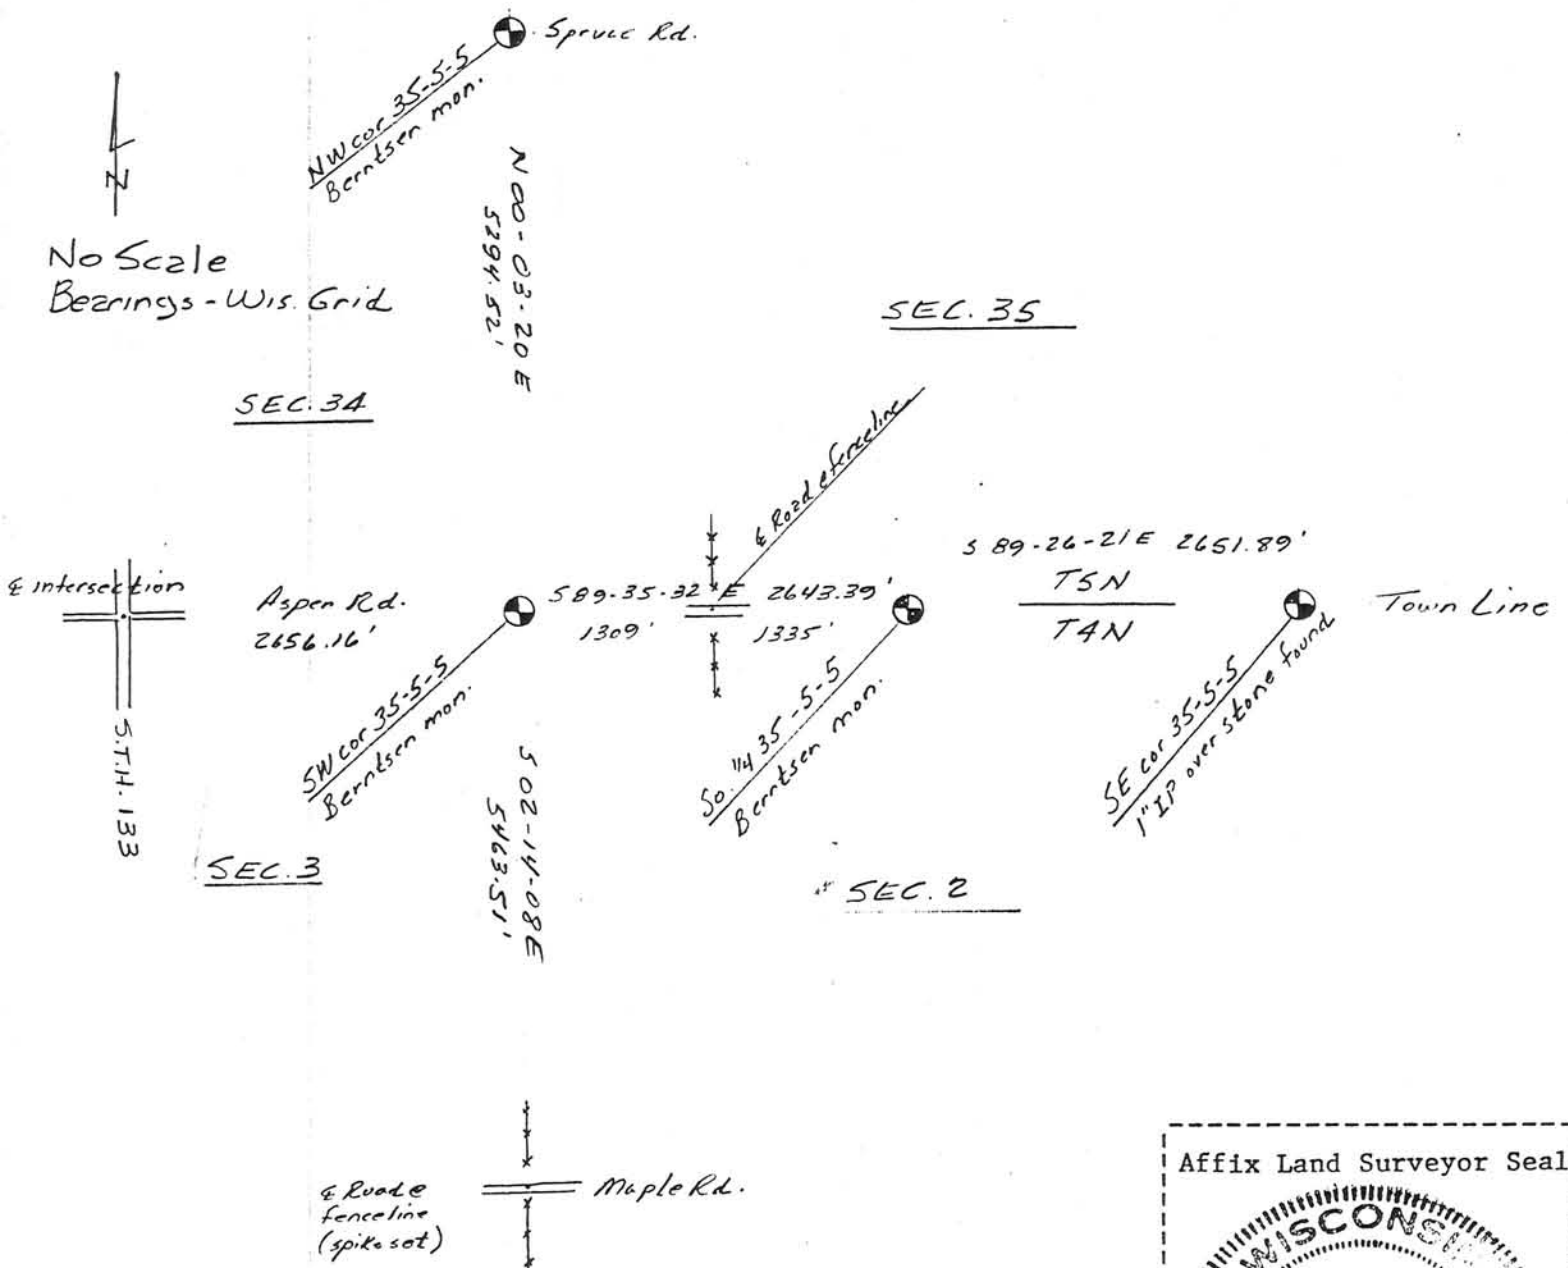 Spruce Rd.
NW cor 35-5-5
Berntsen mon.
N
No Scale
Bearings - Wis. Grid
N 00-03-20 E
5294.52'
SEC. 35
SEC. 34
℄ Road @ fenceline
S 89-26-21 E 2651.89'
℄ intersection
Aspen Rd.
2656.16'
S 89-35-32 E 2643.39'
1309' 1335'
T5N
T4N
Town Line
S.T.H. 133
SW cor 35-5-5
Berntsen mon.
So. 1/4 35-5-5
Berntsen mon.
SE cor 35-5-5
1" IP over stone found
S 02-14-08 E
5463.51'
SEC. 3
SEC. 2
℄ Road @
fenceline
(spike set)
Maple Rd.
Affix Land Surveyor Seal
WISCONSIN